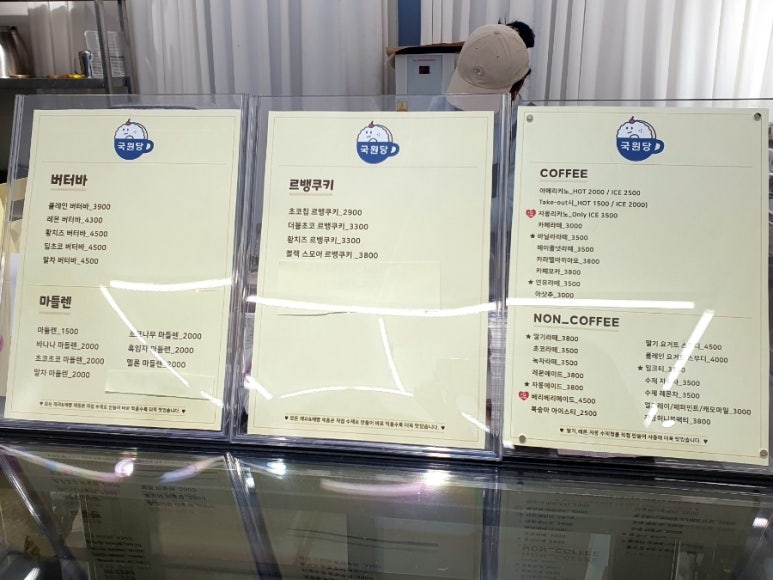 국원당
버터바
플레인 버터바_3900
레몬 버터바_4300
황치즈 버터바_4500
딥초코 버터바_4500
말차 버터바_4500
마들렌
마들렌_1500
바나나 마들렌_2000
초코초코 마들렌_2000
말차 마들렌_2000
초코나무 마들렌_2000
흑임자 마들렌_2000
멜론 마들렌_2000
국원당
르뱅쿠키
초코칩 르뱅쿠키_2900
더블초코 르뱅쿠키_3300
황치즈 르뱅쿠키_3300
블랙 스모어 르뱅쿠키 _3800
국원당
COFFEE
아메리카노_HOT 2000 / ICE 2500
Take-out시_HOT 1500 / ICE 2000)
자몽리카노_Only ICE 3500
카페라떼_3000
★ 바닐라라떼_3500
헤이즐넛라떼_3500
카라멜마끼아또_3800
카페모카_3800
★ 연유라떼_3500
아샷추_3000
NON_COFFEE
★ 딸기라떼_3800
초코라떼_3500
녹차라떼_3500
레몬에이드_3800
★ 자몽에이드_3800
베리베리에이드_4500
복숭아 아이스티_2500
딸기 요거트 스무디_4500
플레인 요거트 스무디_4000
★ 밀크티_3800
수제 자몽차_3500
수제 레몬차_3500
얼그레이/페퍼민트/캐모마일_3000